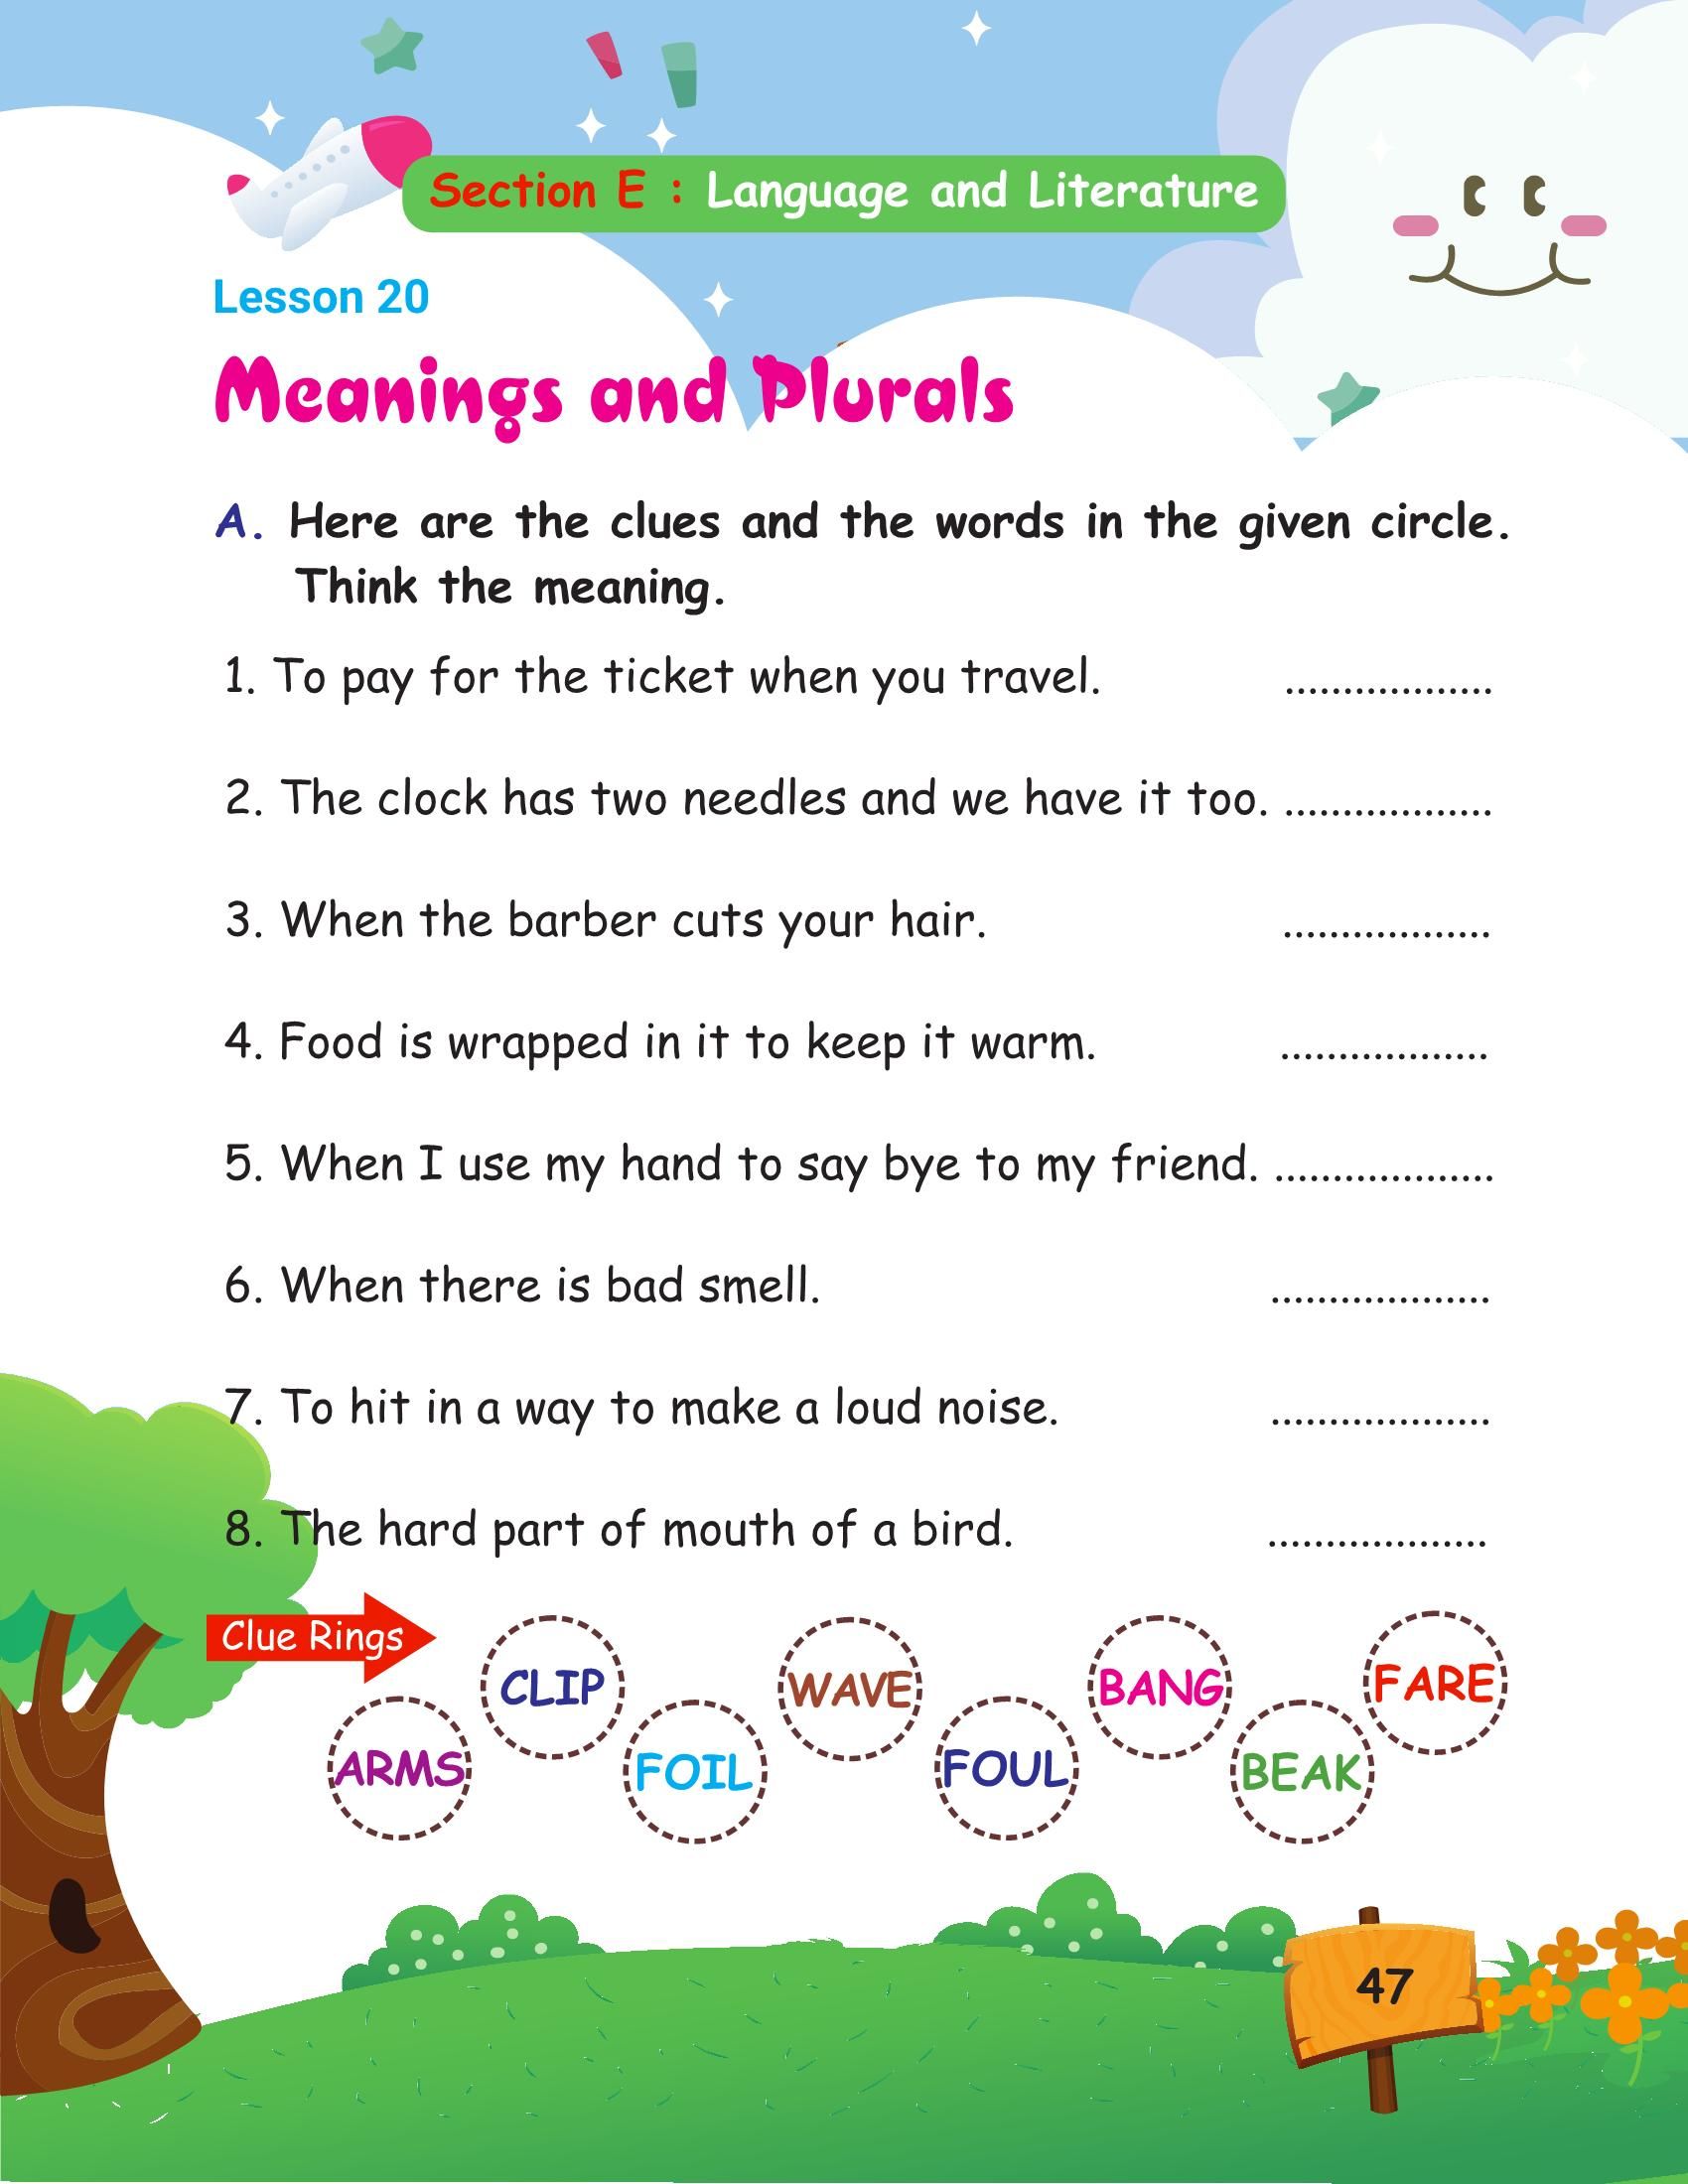 Section E : Language and Literature
Lesson 20
Meanings and Plurals
A. Here are the clues and the words in the given circle.
Think the meaning.
1. To pay for the ticket when you travel. ..................
2. The clock has two needles and we have it too. ..................
3. When the barber cuts your hair. ..................
4. Food is wrapped in it to keep it warm. ..................
5. When I use my hand to say bye to my friend. ...................
6. When there is bad smell. ...................
7. To hit in a way to make a loud noise. ...................
8. The hard part of mouth of a bird. ...................
Clue Rings
CLIP WAVE BANG FARE
ARMS FOIL FOUL BEAK
47